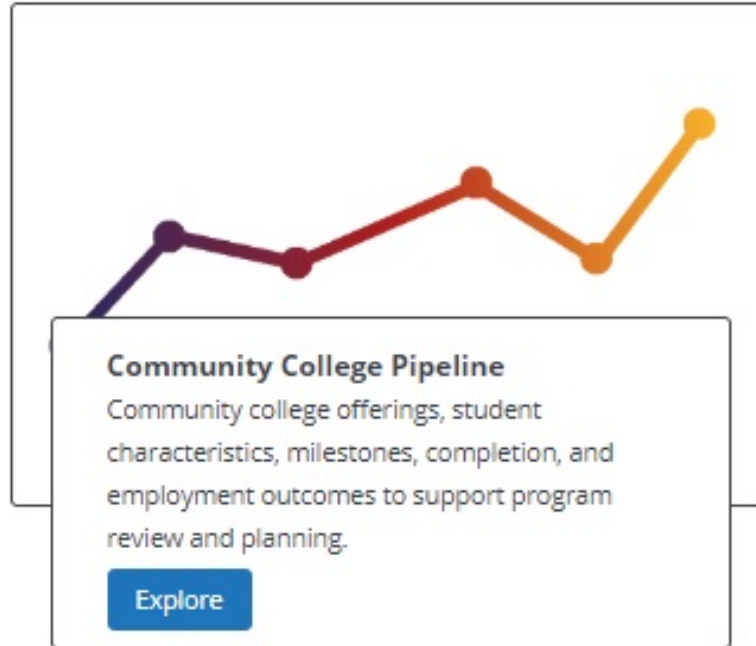 Community College Pipeline
Community college offerings, student
characteristics, milestones, completion, and
employment outcomes to support program
review and planning.
Explore